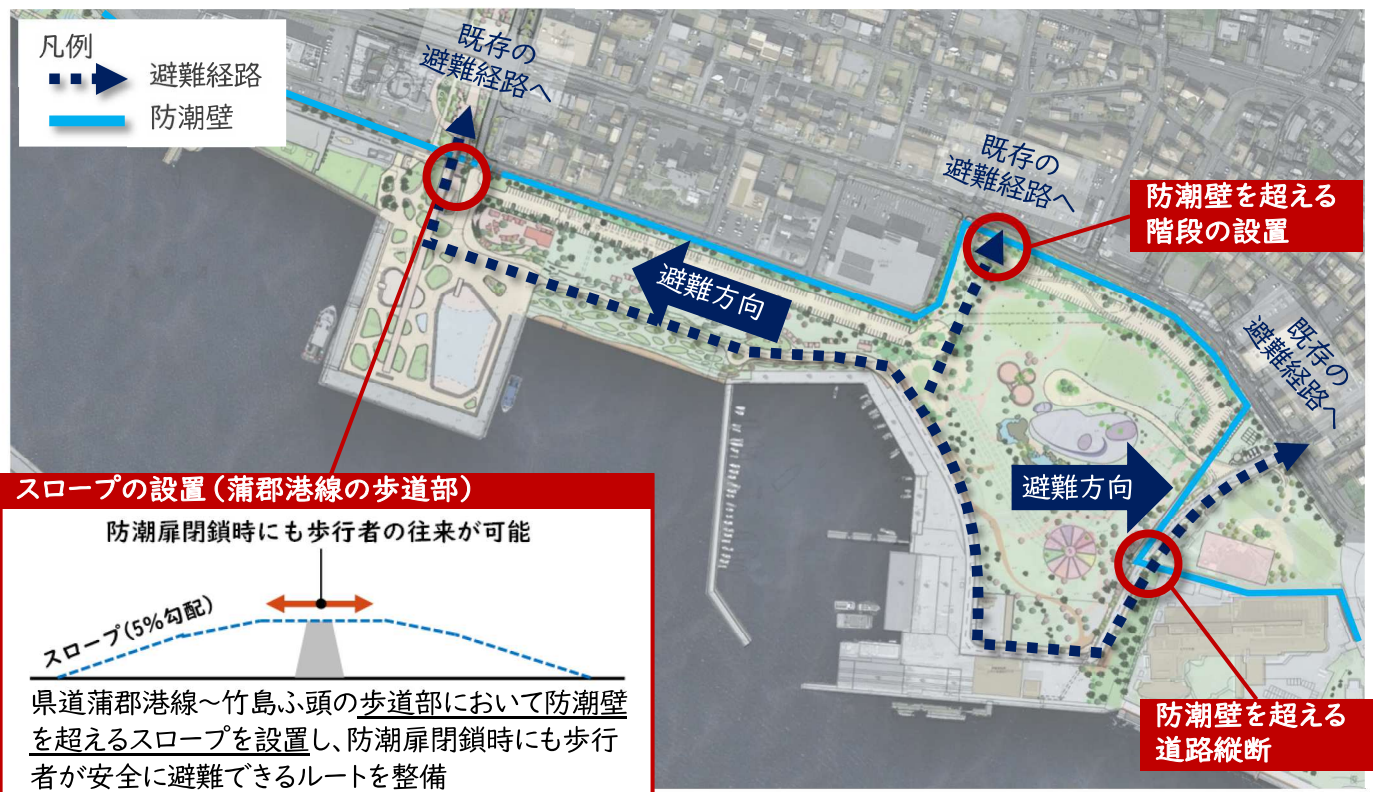 凡例
避難経路
防潮壁
既存の
避難経路へ
既存の
避難経路へ
防潮壁を超える
階段の設置
避難方向
既存の
避難経路へ
避難方向
スロープの設置（蒲郡港線の歩道部）
防潮扉閉鎖時にも歩行者の往来が可能
スロープ（5％勾配）
県道蒲郡港線～竹島ふ頭の歩道部において防潮壁
を超えるスロープを設置し、防潮扉閉鎖時にも歩行
者が安全に避難できるルートを整備
防潮壁を超える
道路縦断